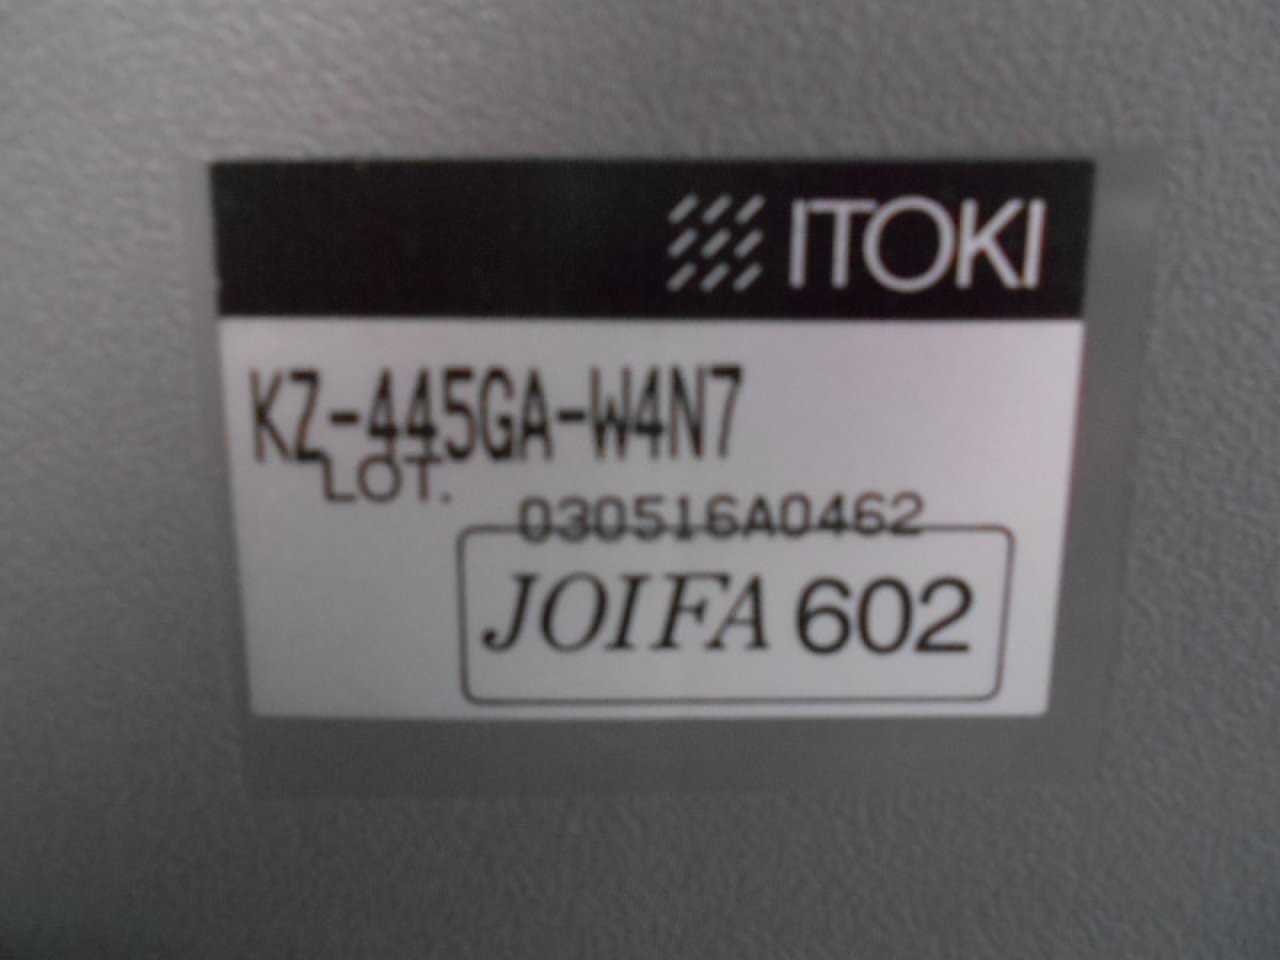 ITOKI
KZ-445GA-W4N7
LOT.
030516A0462
JOIFA 602